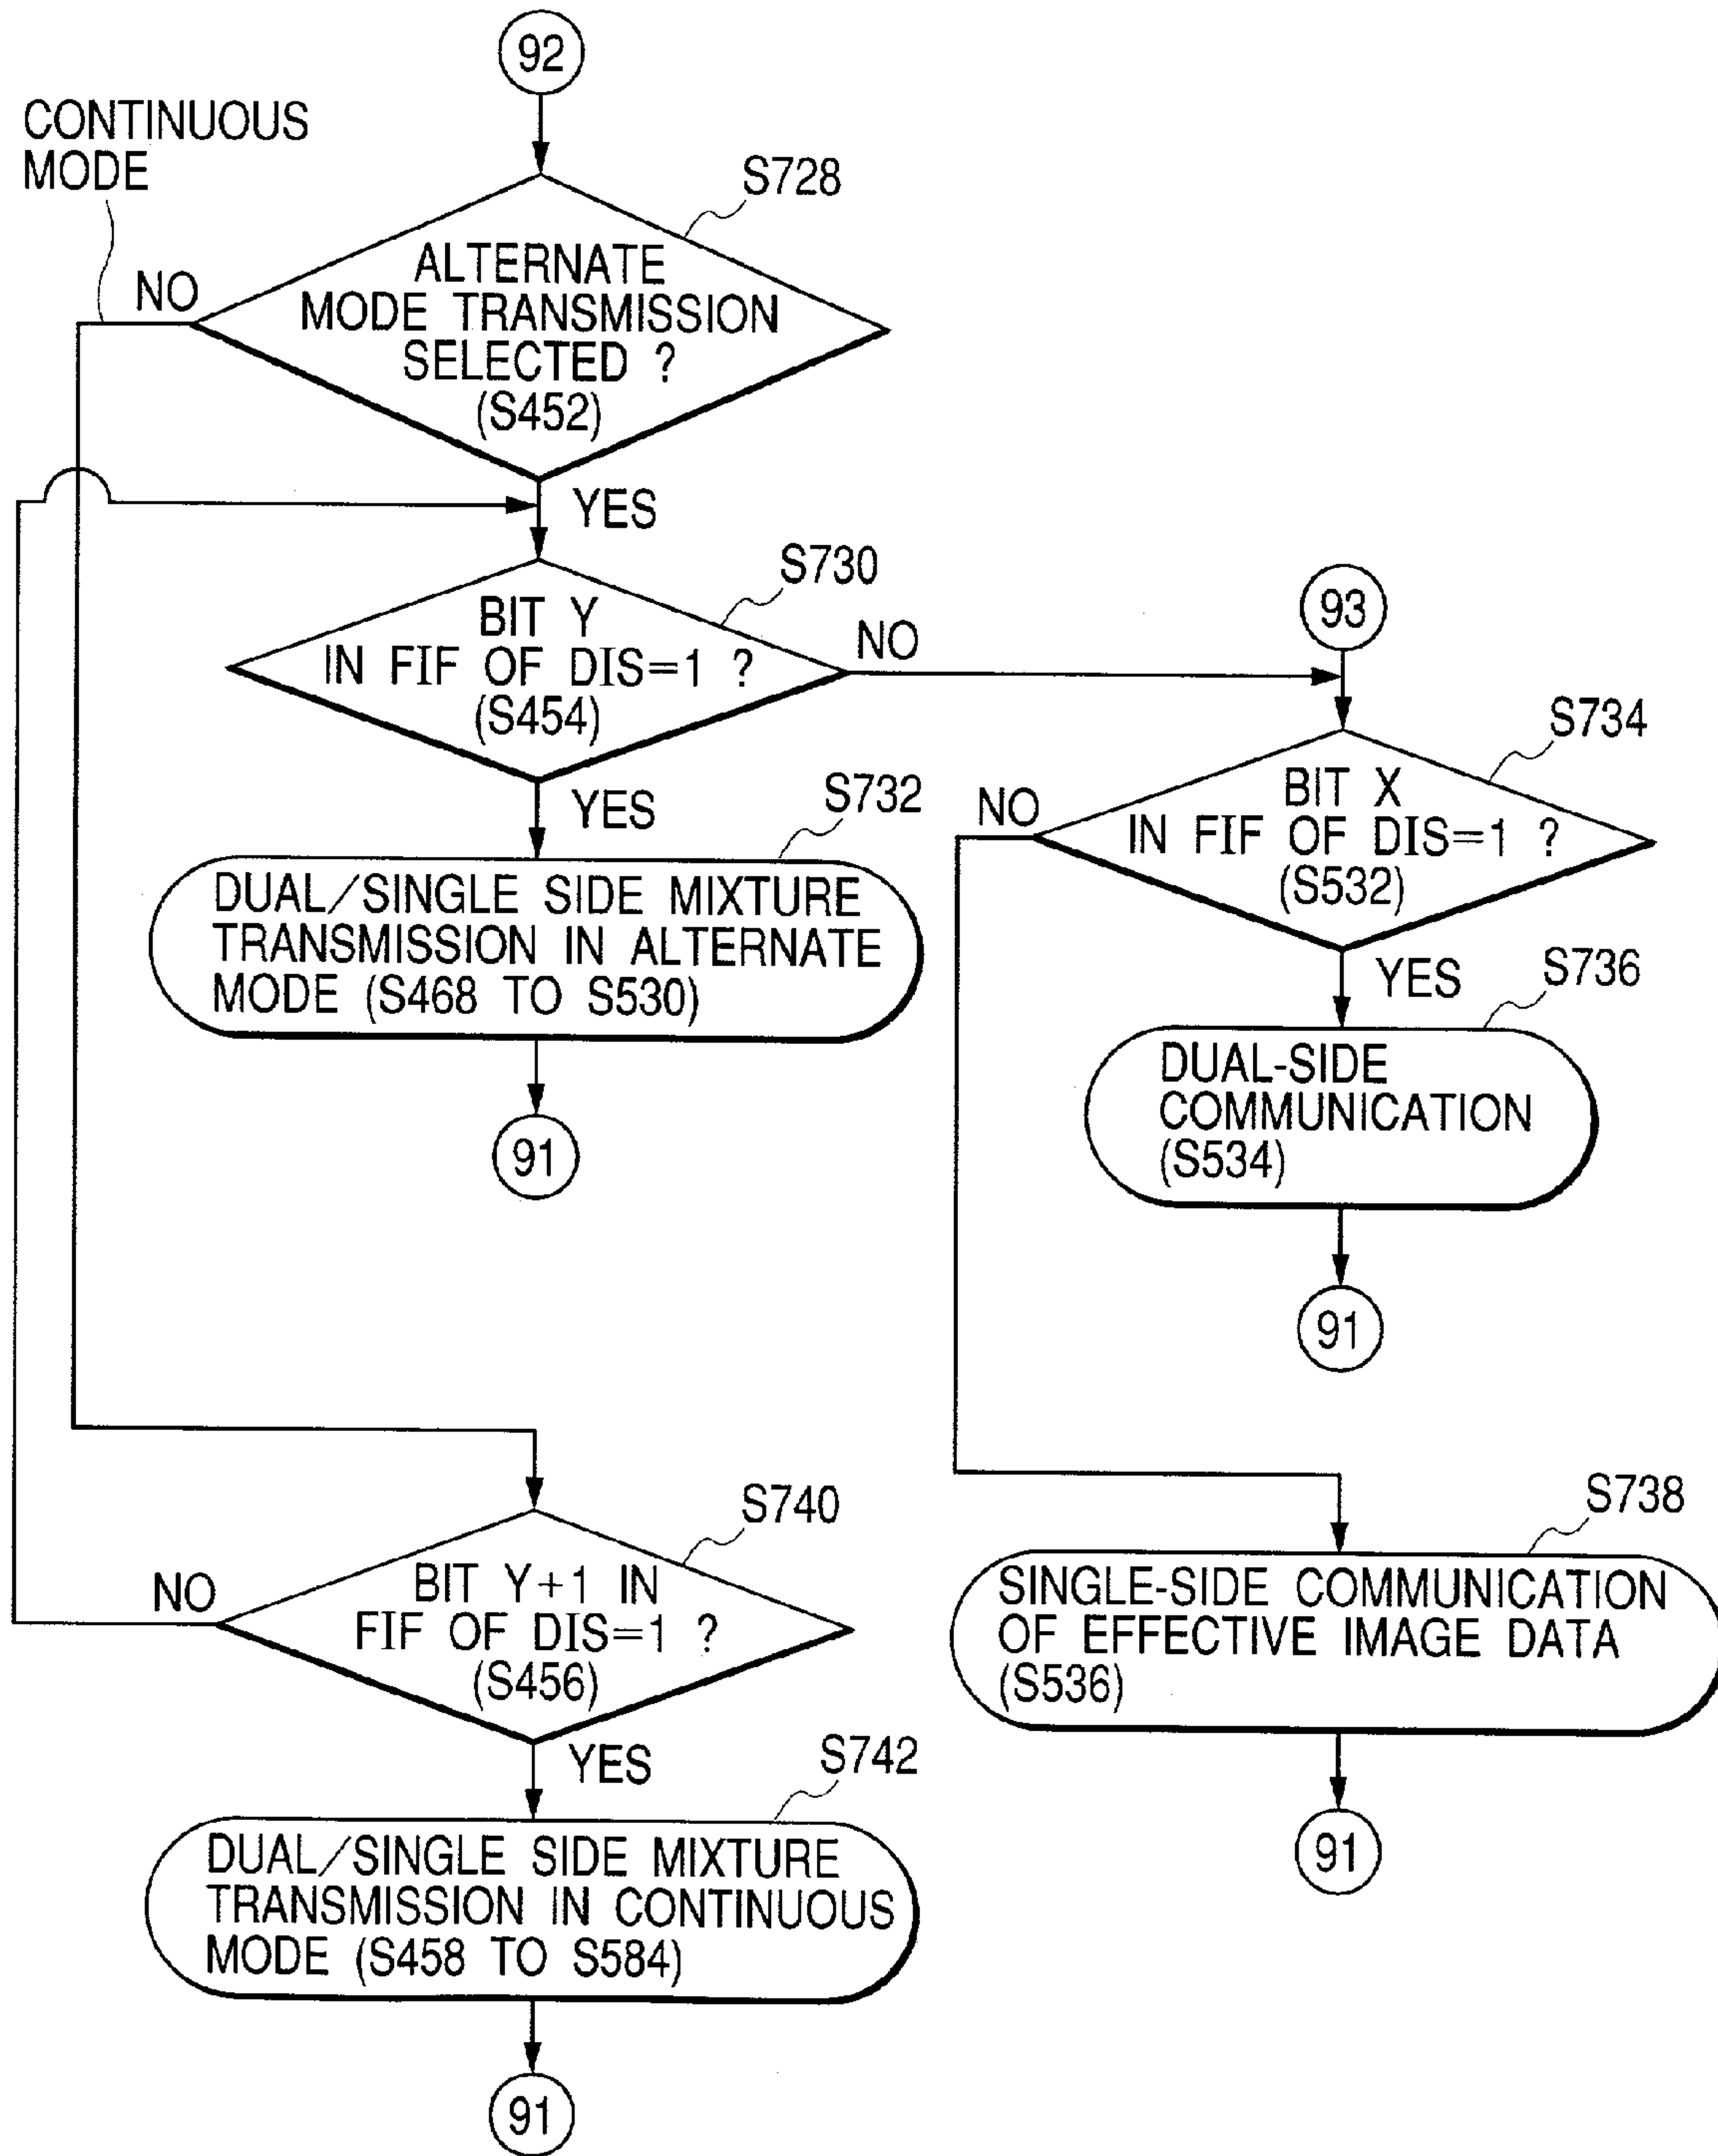 92
CONTINUOUS
MODE
S728
NO
ALTERNATE
MODE TRANSMISSION
SELECTED ?
(S452)
YES
S730
BIT Y
IN FIF OF DIS=1 ?
(S454)
NO
93
YES
S732
DUAL/SINGLE SIDE MIXTURE
TRANSMISSION IN ALTERNATE
MODE (S468 TO S530)
91
S734
NO
BIT X
IN FIF OF DIS=1 ?
(S532)
YES
S736
DUAL-SIDE
COMMUNICATION
(S534)
91
S738
SINGLE-SIDE COMMUNICATION
OF EFFECTIVE IMAGE DATA
(S536)
91
S740
NO
BIT Y+1 IN
FIF OF DIS=1 ?
(S456)
YES
S742
DUAL/SINGLE SIDE MIXTURE
TRANSMISSION IN CONTINUOUS
MODE (S458 TO S584)
91